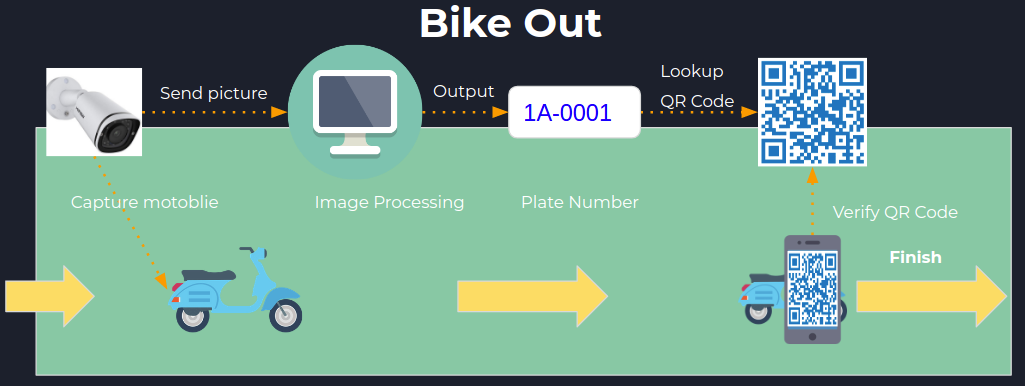 Bike Out
Send picture
Output
1A-0001
Lookup
QR Code
Capture motoblie
Image Processing
Plate Number
Verify QR Code
Finish